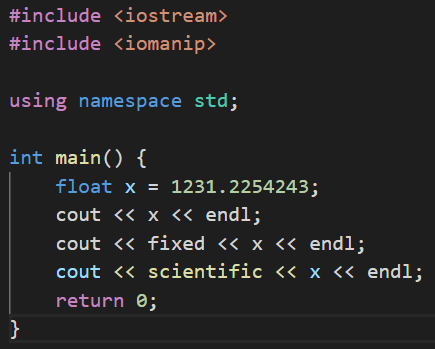 #include <iostream>
#include <iomanip>
using namespace std;
int main() {
    float x = 1231.2254243;
    cout << x << endl;
    cout << fixed << x << endl;
    cout << scientific << x << endl;
    return 0;
}